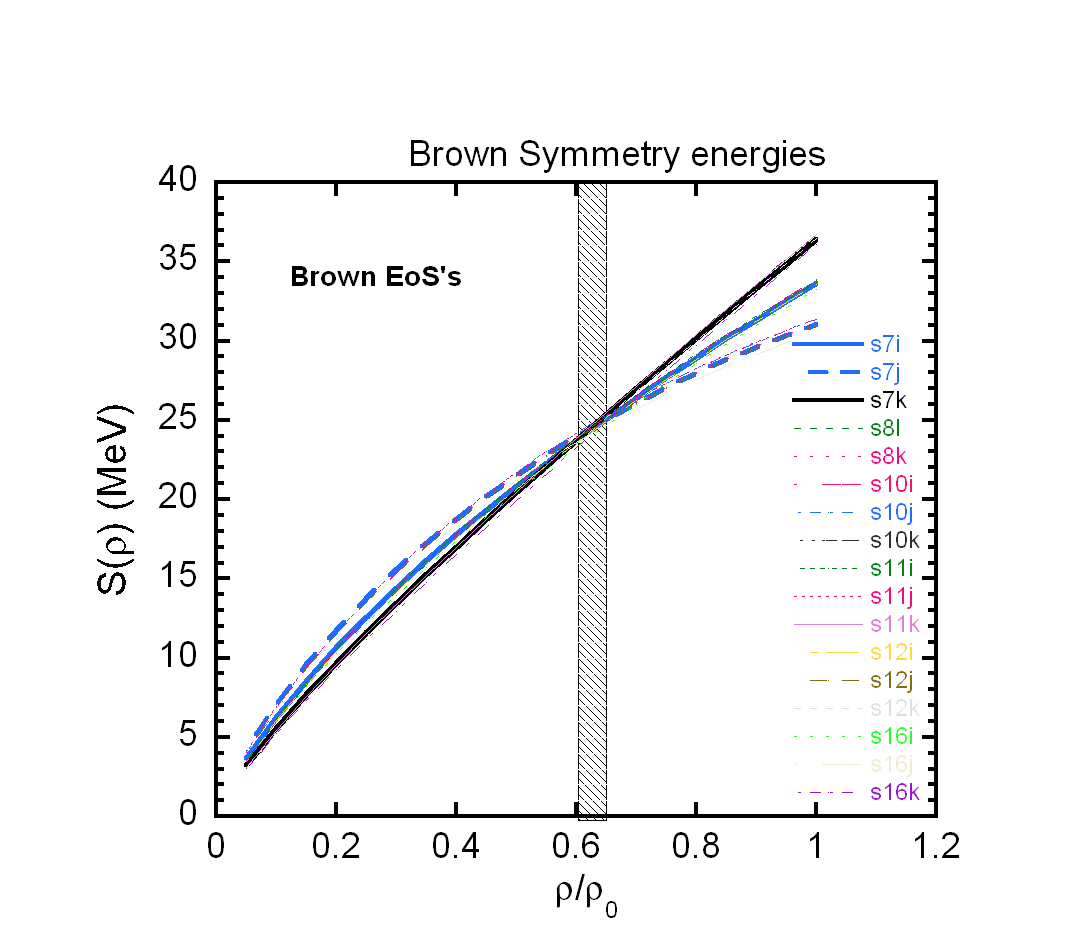 Brown Symmetry energies
40
35
30
25
20
15
10
5
0
S(ρ) (MeV)
Brown EoS's
s7i
s7j
s7k
s8l
s8k
s10i
s10j
s10k
s11i
s11j
s11k
s12i
s12j
s12k
s16i
s16j
s16k
0 0.2 0.4 0.6 0.8 1 1.2
ρ/ρ0